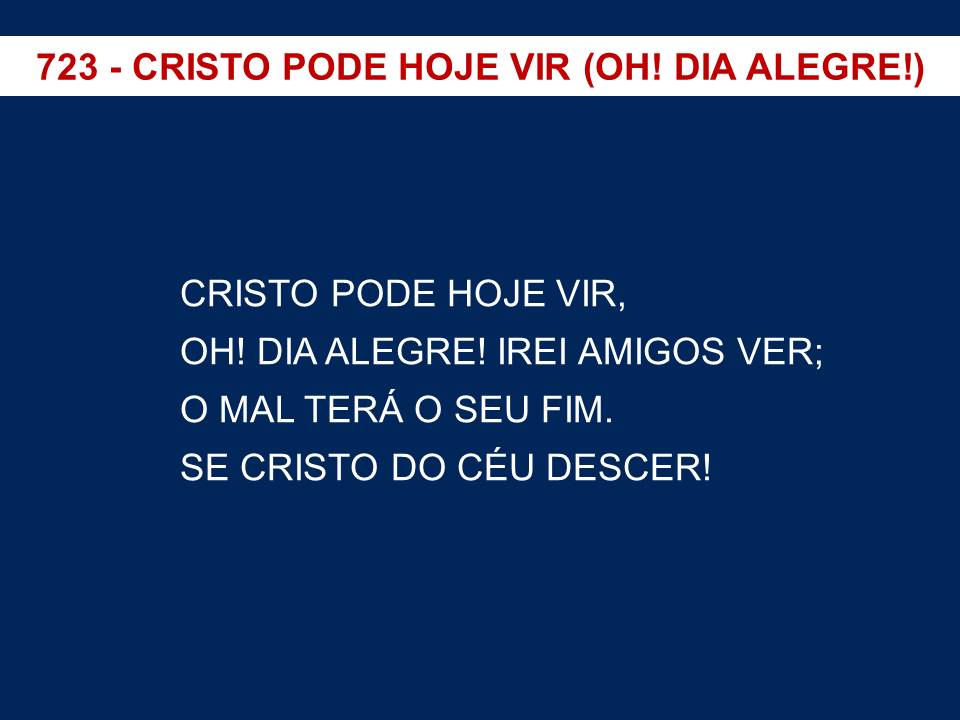 723 - CRISTO PODE HOJE VIR (OH! DIA ALEGRE!)
CRISTO PODE HOJE VIR,
OH! DIA ALEGRE! IREI AMIGOS VER;
O MAL TERÁ O SEU FIM.
SE CRISTO DO CÉU DESCER!